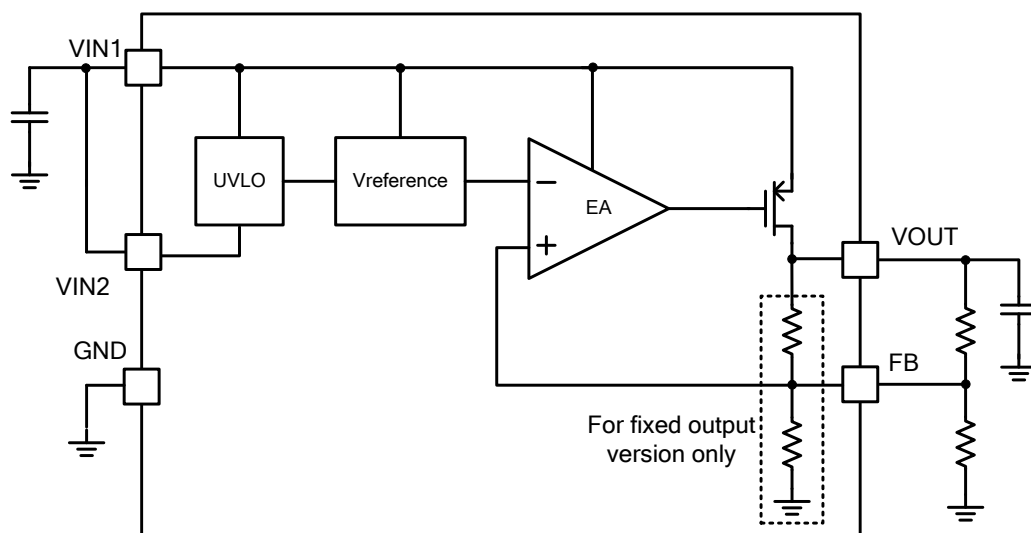 VIN1
UVLO
Vreference
−
EA
+
VOUT
VIN2
GND
FB
For fixed output
version only